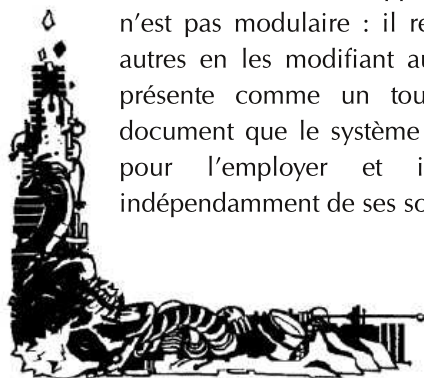 n'est pas modulaire : il re
autres en les modifiant au
présente comme un tou
document que le système
pour l'employer et i
indépendamment de ses so